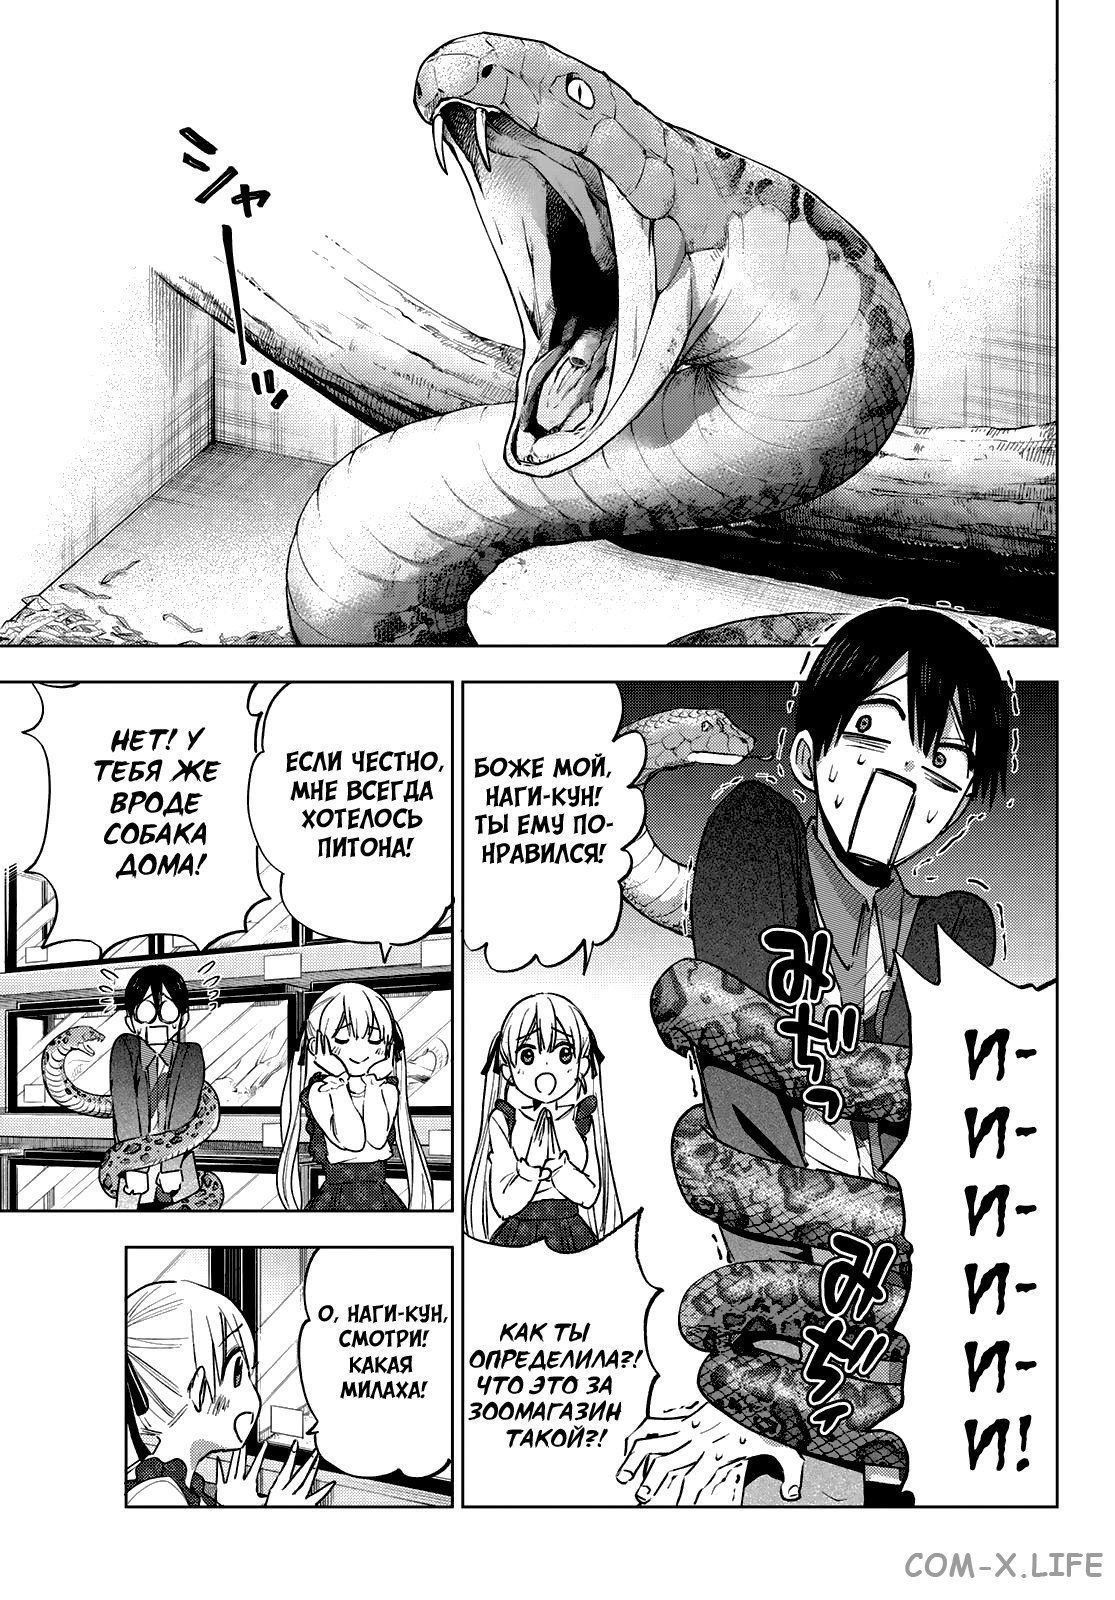 シャーッ
БОЖЕ МОЙ,
НАГИ-КУН!
ТЫ ЕМУ ПО-
НРАВИЛСЯ!
И-
И-
И-
И-
И-
И!
みぢっ
みぢっ
КАК ТЫ
ОПРЕДЕЛИЛА?!
ЧТО ЭТО ЗА
ЗООМАГАЗИН
ТАКОЙ?!
ЕСЛИ ЧЕСТНО,
МНЕ ВСЕГДА
ХОТЕЛОСЬ
ПИТОНА!
НЕТ! У
ТЕБЯ ЖЕ
ВРОДЕ
СОБАКА
ДОМА!
О, НАГИ-КУН,
СМОТРИ!
КАКАЯ
МИЛАХА!
COM-X.LIFE